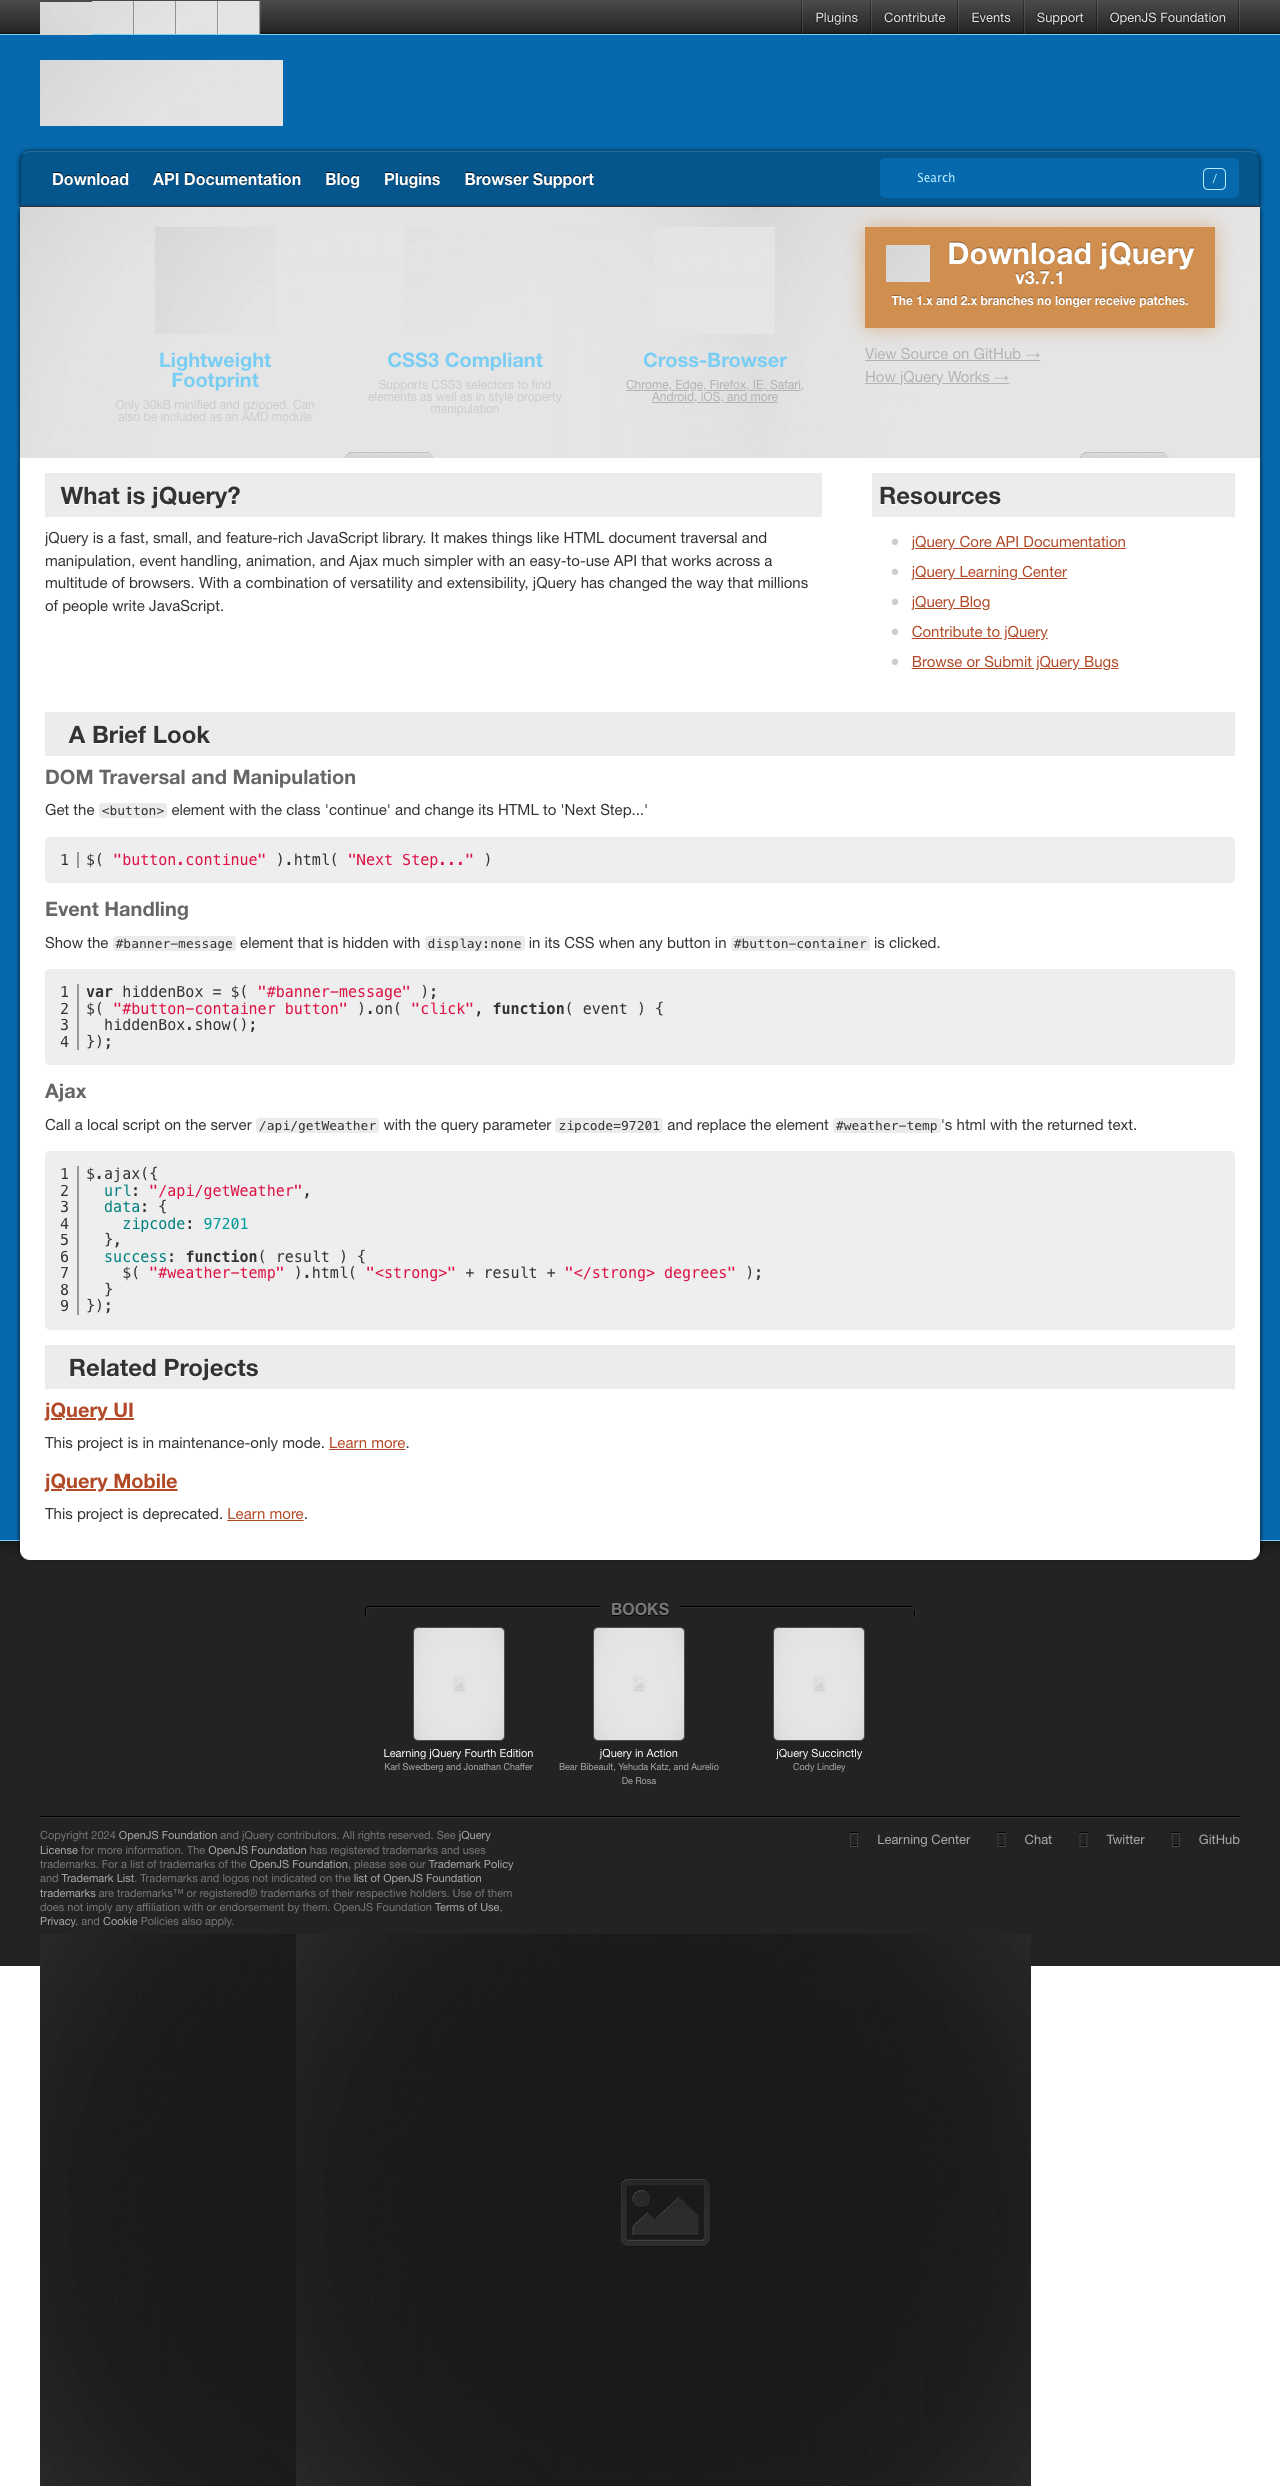 Plugins
Contribute
Events
Support
OpenJS Foundation
Download
API Documentation
Blog
Plugins
Browser Support
Search
/
Lightweight
Footprint
Only 30kB minified and gzipped. Can
also be included as an AMD module
CSS3 Compliant
Supports CSS3 selectors to find
elements as well as in style property
manipulation
Cross-Browser
Chrome, Edge, Firefox, IE, Safari,
Android, iOS, and more
Download jQuery
v3.7.1
The 1.x and 2.x branches no longer receive patches.
View Source on GitHub →
How jQuery Works →
What is jQuery?
jQuery is a fast, small, and feature-rich JavaScript library. It makes things like HTML document traversal and
manipulation, event handling, animation, and Ajax much simpler with an easy-to-use API that works across a
multitude of browsers. With a combination of versatility and extensibility, jQuery has changed the way that millions
of people write JavaScript.
Resources
jQuery Core API Documentation
jQuery Learning Center
jQuery Blog
Contribute to jQuery
Browse or Submit jQuery Bugs
A Brief Look
DOM Traversal and Manipulation
Get the <button> element with the class 'continue' and change its HTML to 'Next Step...'
1 $( "button.continue" ).html( "Next Step..." )
Event Handling
Show the #banner-message element that is hidden with display:none in its CSS when any button in #button-container is clicked.
1 var hiddenBox = $( "#banner-message" );
2 $( "#button-container button" ).on( "click", function( event ) {
3   hiddenBox.show();
4 });
Ajax
Call a local script on the server /api/getWeather with the query parameter zipcode=97201 and replace the element #weather-temp's html with the returned text.
1 $.ajax({
2   url: "/api/getWeather",
3   data: {
4     zipcode: 97201
5   },
6   success: function( result ) {
7     $( "#weather-temp" ).html( "<strong>" + result + "</strong> degrees" );
8   }
9 });
Related Projects
jQuery UI
This project is in maintenance-only mode. Learn more.
jQuery Mobile
This project is deprecated. Learn more.
BOOKS
Learning jQuery Fourth Edition
Karl Swedberg and Jonathan Chaffer
jQuery in Action
Bear Bibeault, Yehuda Katz, and Aurelio
De Rosa
jQuery Succinctly
Cody Lindley
Copyright 2024 OpenJS Foundation and jQuery contributors. All rights reserved. See jQuery
License for more information. The OpenJS Foundation has registered trademarks and uses
trademarks. For a list of trademarks of the OpenJS Foundation, please see our Trademark Policy
and Trademark List. Trademarks and logos not indicated on the list of OpenJS Foundation
trademarks are trademarks™ or registered® trademarks of their respective holders. Use of them
does not imply any affiliation with or endorsement by them. OpenJS Foundation Terms of Use,
Privacy, and Cookie Policies also apply.
Learning Center
Chat
Twitter
GitHub